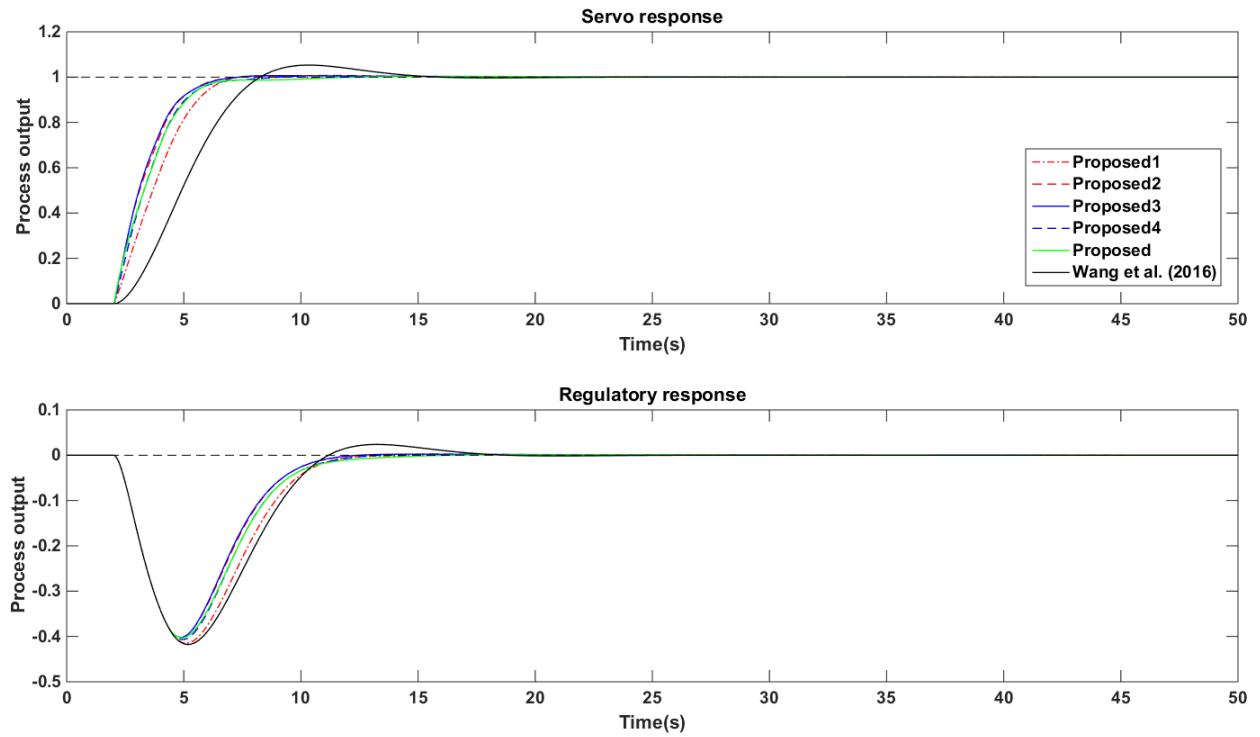 Servo response
Process output
1.2
1
0.8
0.6
0.4
0.2
0
0 5 10 15 20 25 30 35 40 45 50
Time(s)
Proposed1
Proposed2
Proposed3
Proposed4
Proposed
Wang et al. (2016)
Regulatory response
Process output
0.1
0
-0.1
-0.2
-0.3
-0.4
-0.5
0 5 10 15 20 25 30 35 40 45 50
Time(s)